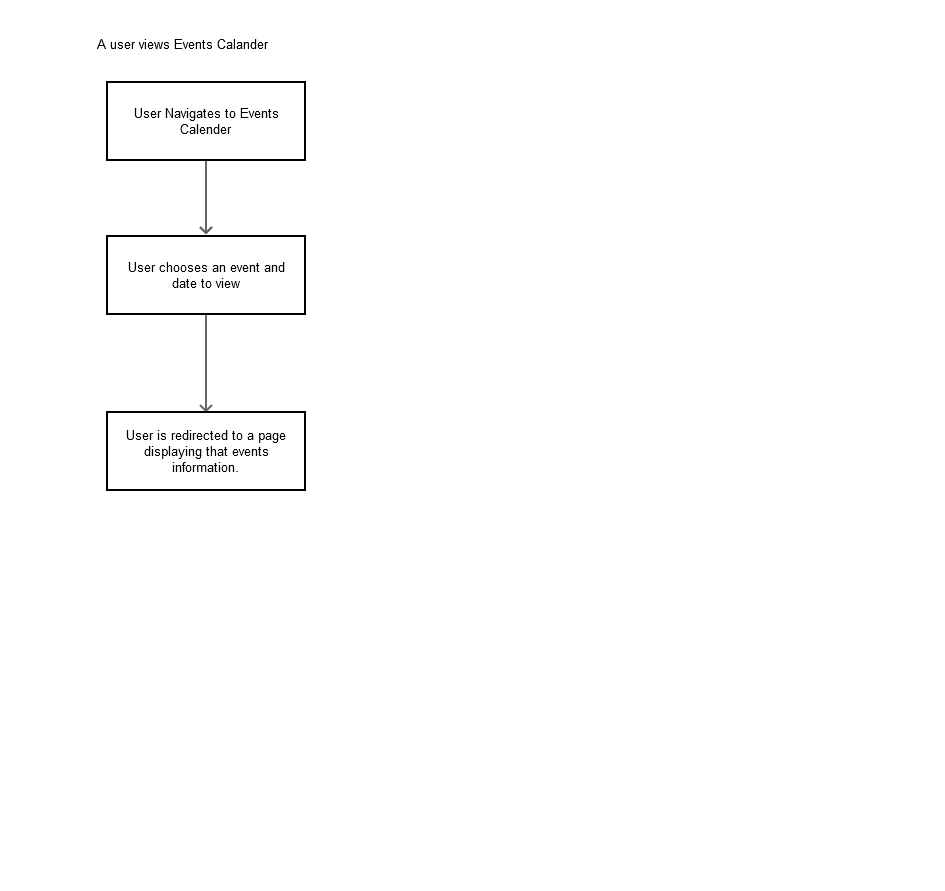 A user views Events Calander
User Navigates to Events
Calender
User chooses an event and
date to view
User is redirected to a page
displaying that events
information.